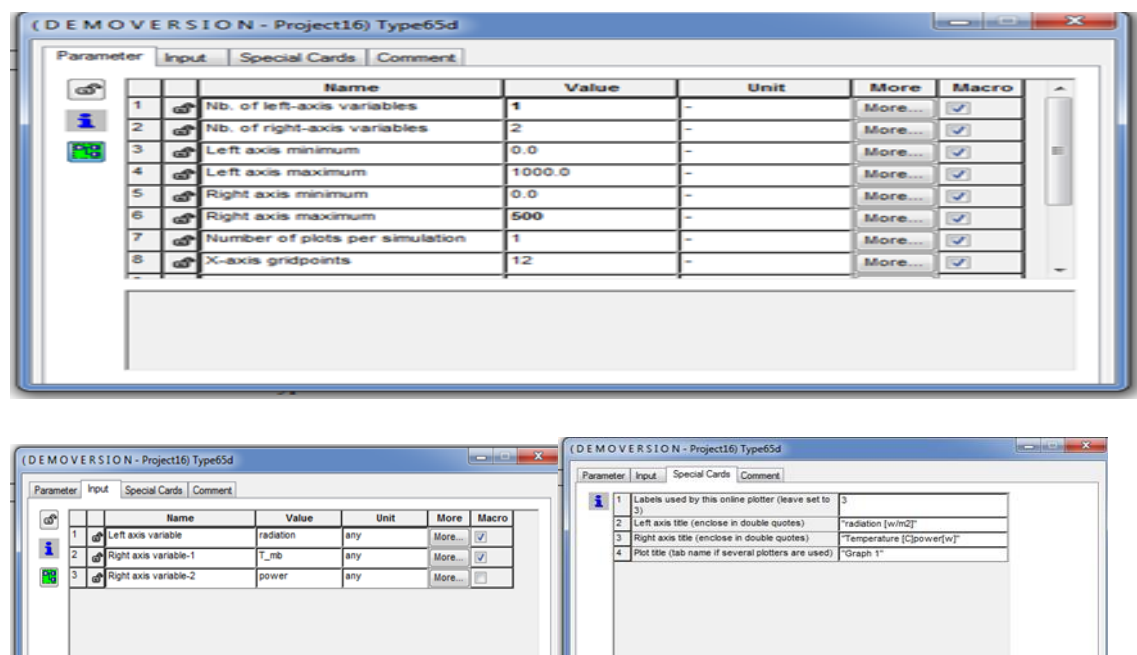 (D E M O V E R S I O N - Project16) Type65d
Parameter Input Special Cards Comment
Name Value Unit More Macro
1 Nb. of left-axis variables 1 - More...
2 Nb. of right-axis variables 2 - More...
3 Left axis minimum 0.0 - More...
4 Left axis maximum 1000.0 - More...
5 Right axis minimum 0.0 - More...
6 Right axis maximum 500 - More...
7 Number of plots per simulation 1 - More...
8 X-axis gridpoints 12 - More...
(D E M O V E R S I O N - Project16) Type65d
Parameter Input Special Cards Comment
Name Value Unit More Macro
1 Left axis variable radiation any More...
2 Right axis variable-1 T_mb any More...
3 Right axis variable-2 power any More...
(D E M O V E R S I O N - Project16) Type65d
Parameter Input Special Cards Comment
1 Labels used by this online plotter (leave set to 3
3)
2 Left axis title (enclose in double quotes) "radiation [w/m2]"
3 Right axis title (enclose in double quotes) "Temperature [C]power[w]"
4 Plot title (tab name if several plotters are used) "Graph 1"